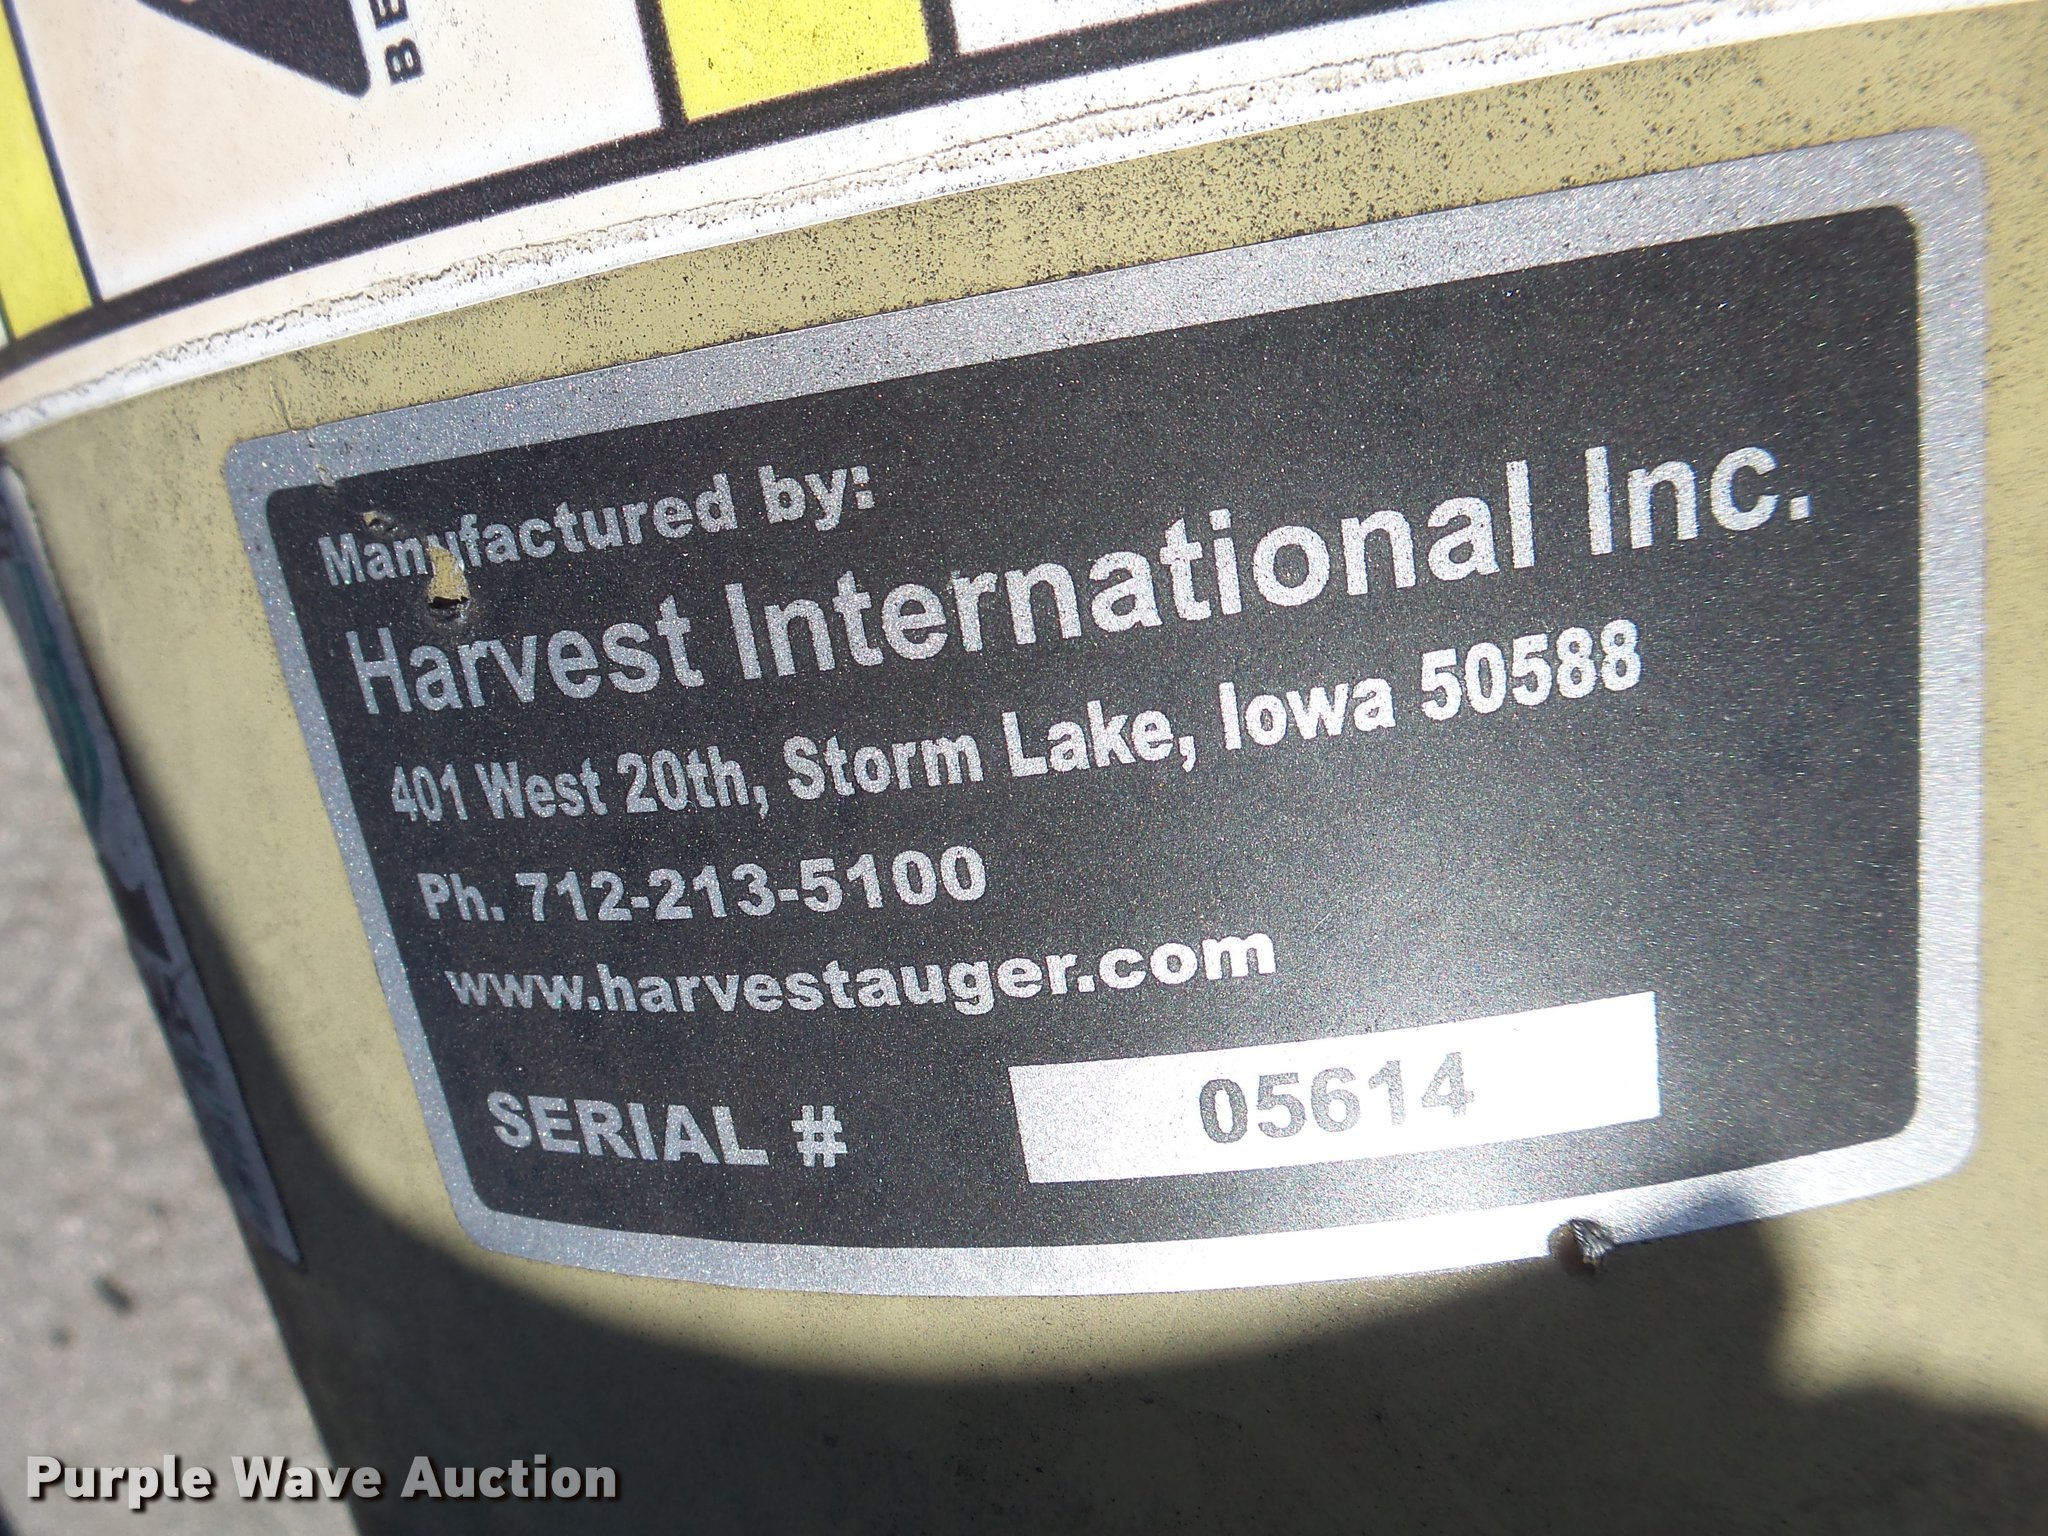 BE
Manufactured by:
Harvest International Inc.
401 West 20th, Storm Lake, Iowa 50588
Ph. 712-213-5100
www.harvestauger.com
SERIAL # 05614
Purple Wave Auction